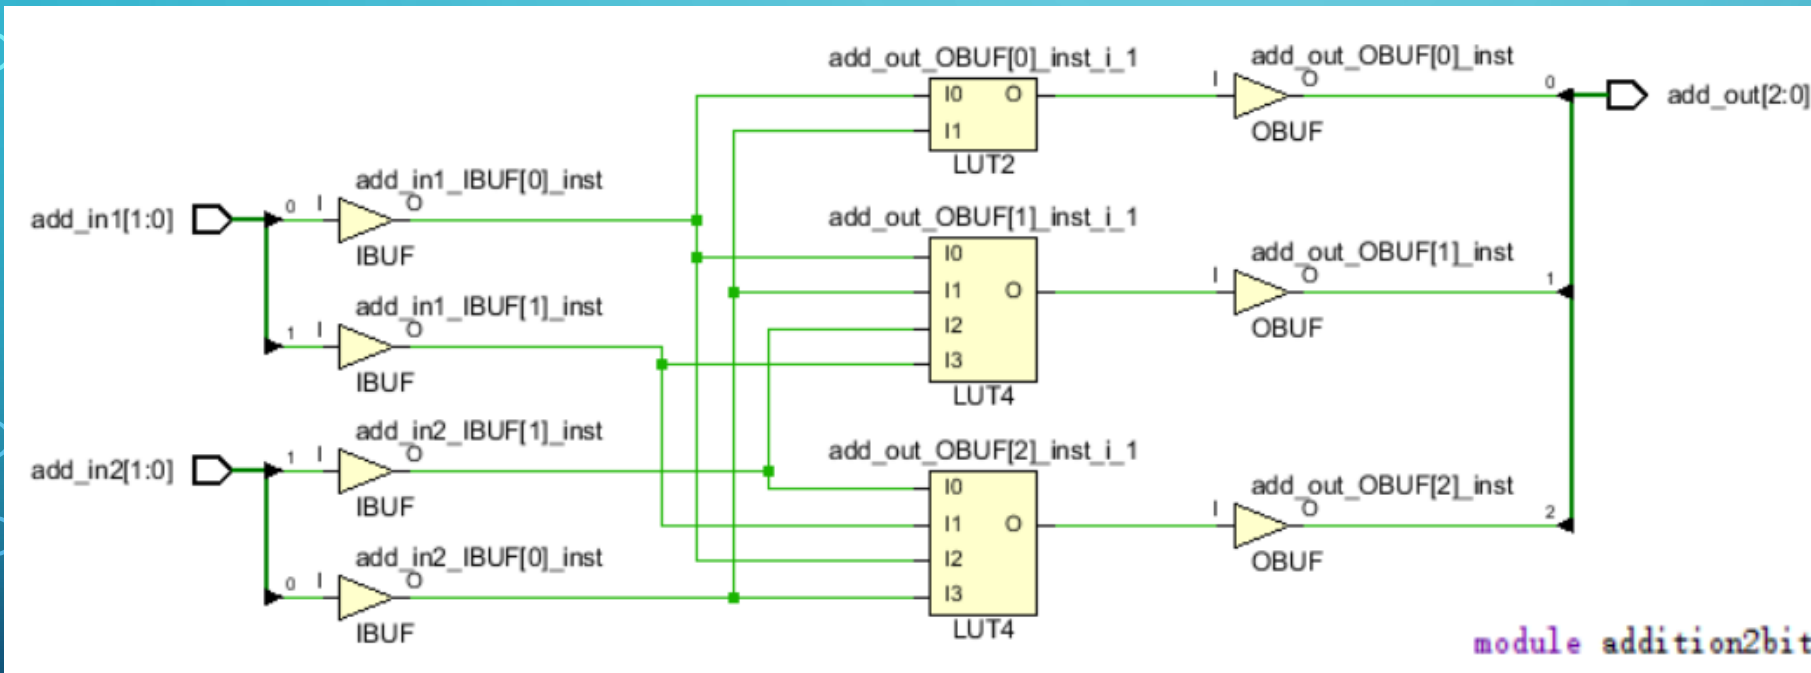 add_out_OBUF[0]_inst_i_1
add_out_OBUF[0]_inst
I0 O
I O
0
add_out[2:0]
I1
OBUF
LUT2
add_in1_IBUF[0]_inst
add_in1[1:0]
0 I O
IBUF
add_out_OBUF[1]_inst_i_1
add_out_OBUF[1]_inst
I0
I1 O
I O
1
I2
OBUF
I3
LUT4
add_in1_IBUF[1]_inst
1 I O
IBUF
add_in2_IBUF[1]_inst
add_in2[1:0]
1 I O
IBUF
add_out_OBUF[2]_inst_i_1
add_out_OBUF[2]_inst
I0
I1 O
I O
2
I2
OBUF
I3
LUT4
add_in2_IBUF[0]_inst
0 I O
IBUF
module addition2bit